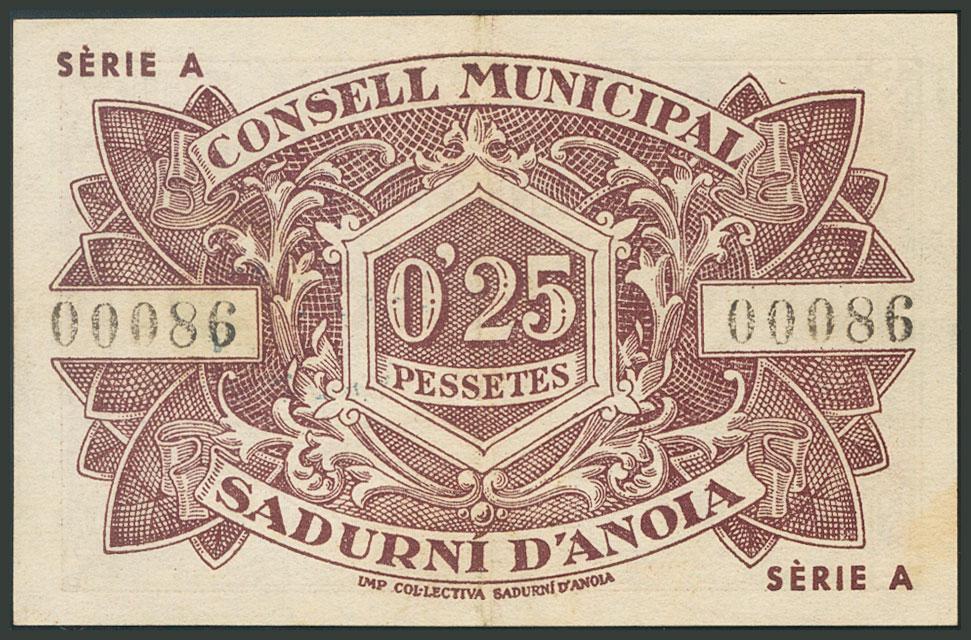 SÈRIE A
CONSELL MUNICIPAL
0'25
PESSETES
00086
00086
SADURNÍ D'ANOIA
IMP COL·LECTIVA SADURNÍ D'ANOIA
SÈRIE A